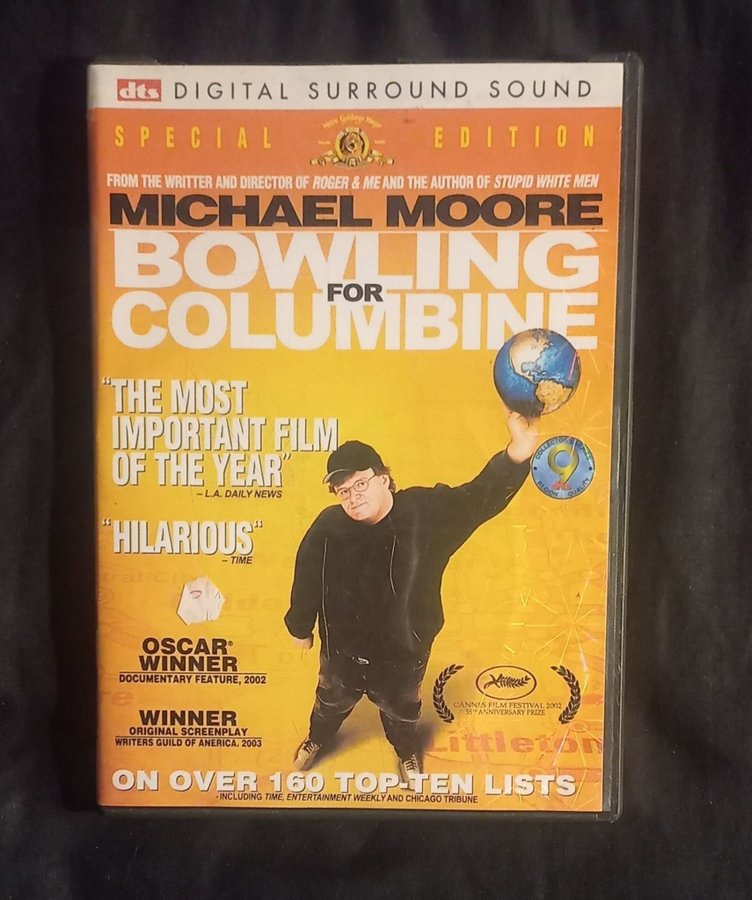 dts DIGITAL SURROUND SOUND
SPECIAL EDITION
FROM THE WRITTER AND DIRECTOR OF ROGER & ME AND THE AUTHOR OF STUPID WHITE MEN
MICHAEL MOORE
BOWLING
FOR
COLUMBINE
"THE MOST
IMPORTANT FILM
OF THE YEAR"
– L.A. DAILY NEWS
"HILARIOUS"
– TIME
9
OSCAR®
WINNER
DOCUMENTARY FEATURE, 2002
WINNER
ORIGINAL SCREENPLAY
WRITERS GUILD OF ANERICA. 2003
CANNES FILM FESTIVAL 2002
55th ANNIVERSARY PRIZE
Littleton
ON OVER 160 TOP-TEN LISTS
- INCLUDING TIME, ENTERTAINMENT WEEKLY AND CHICAGO TRIBUNE